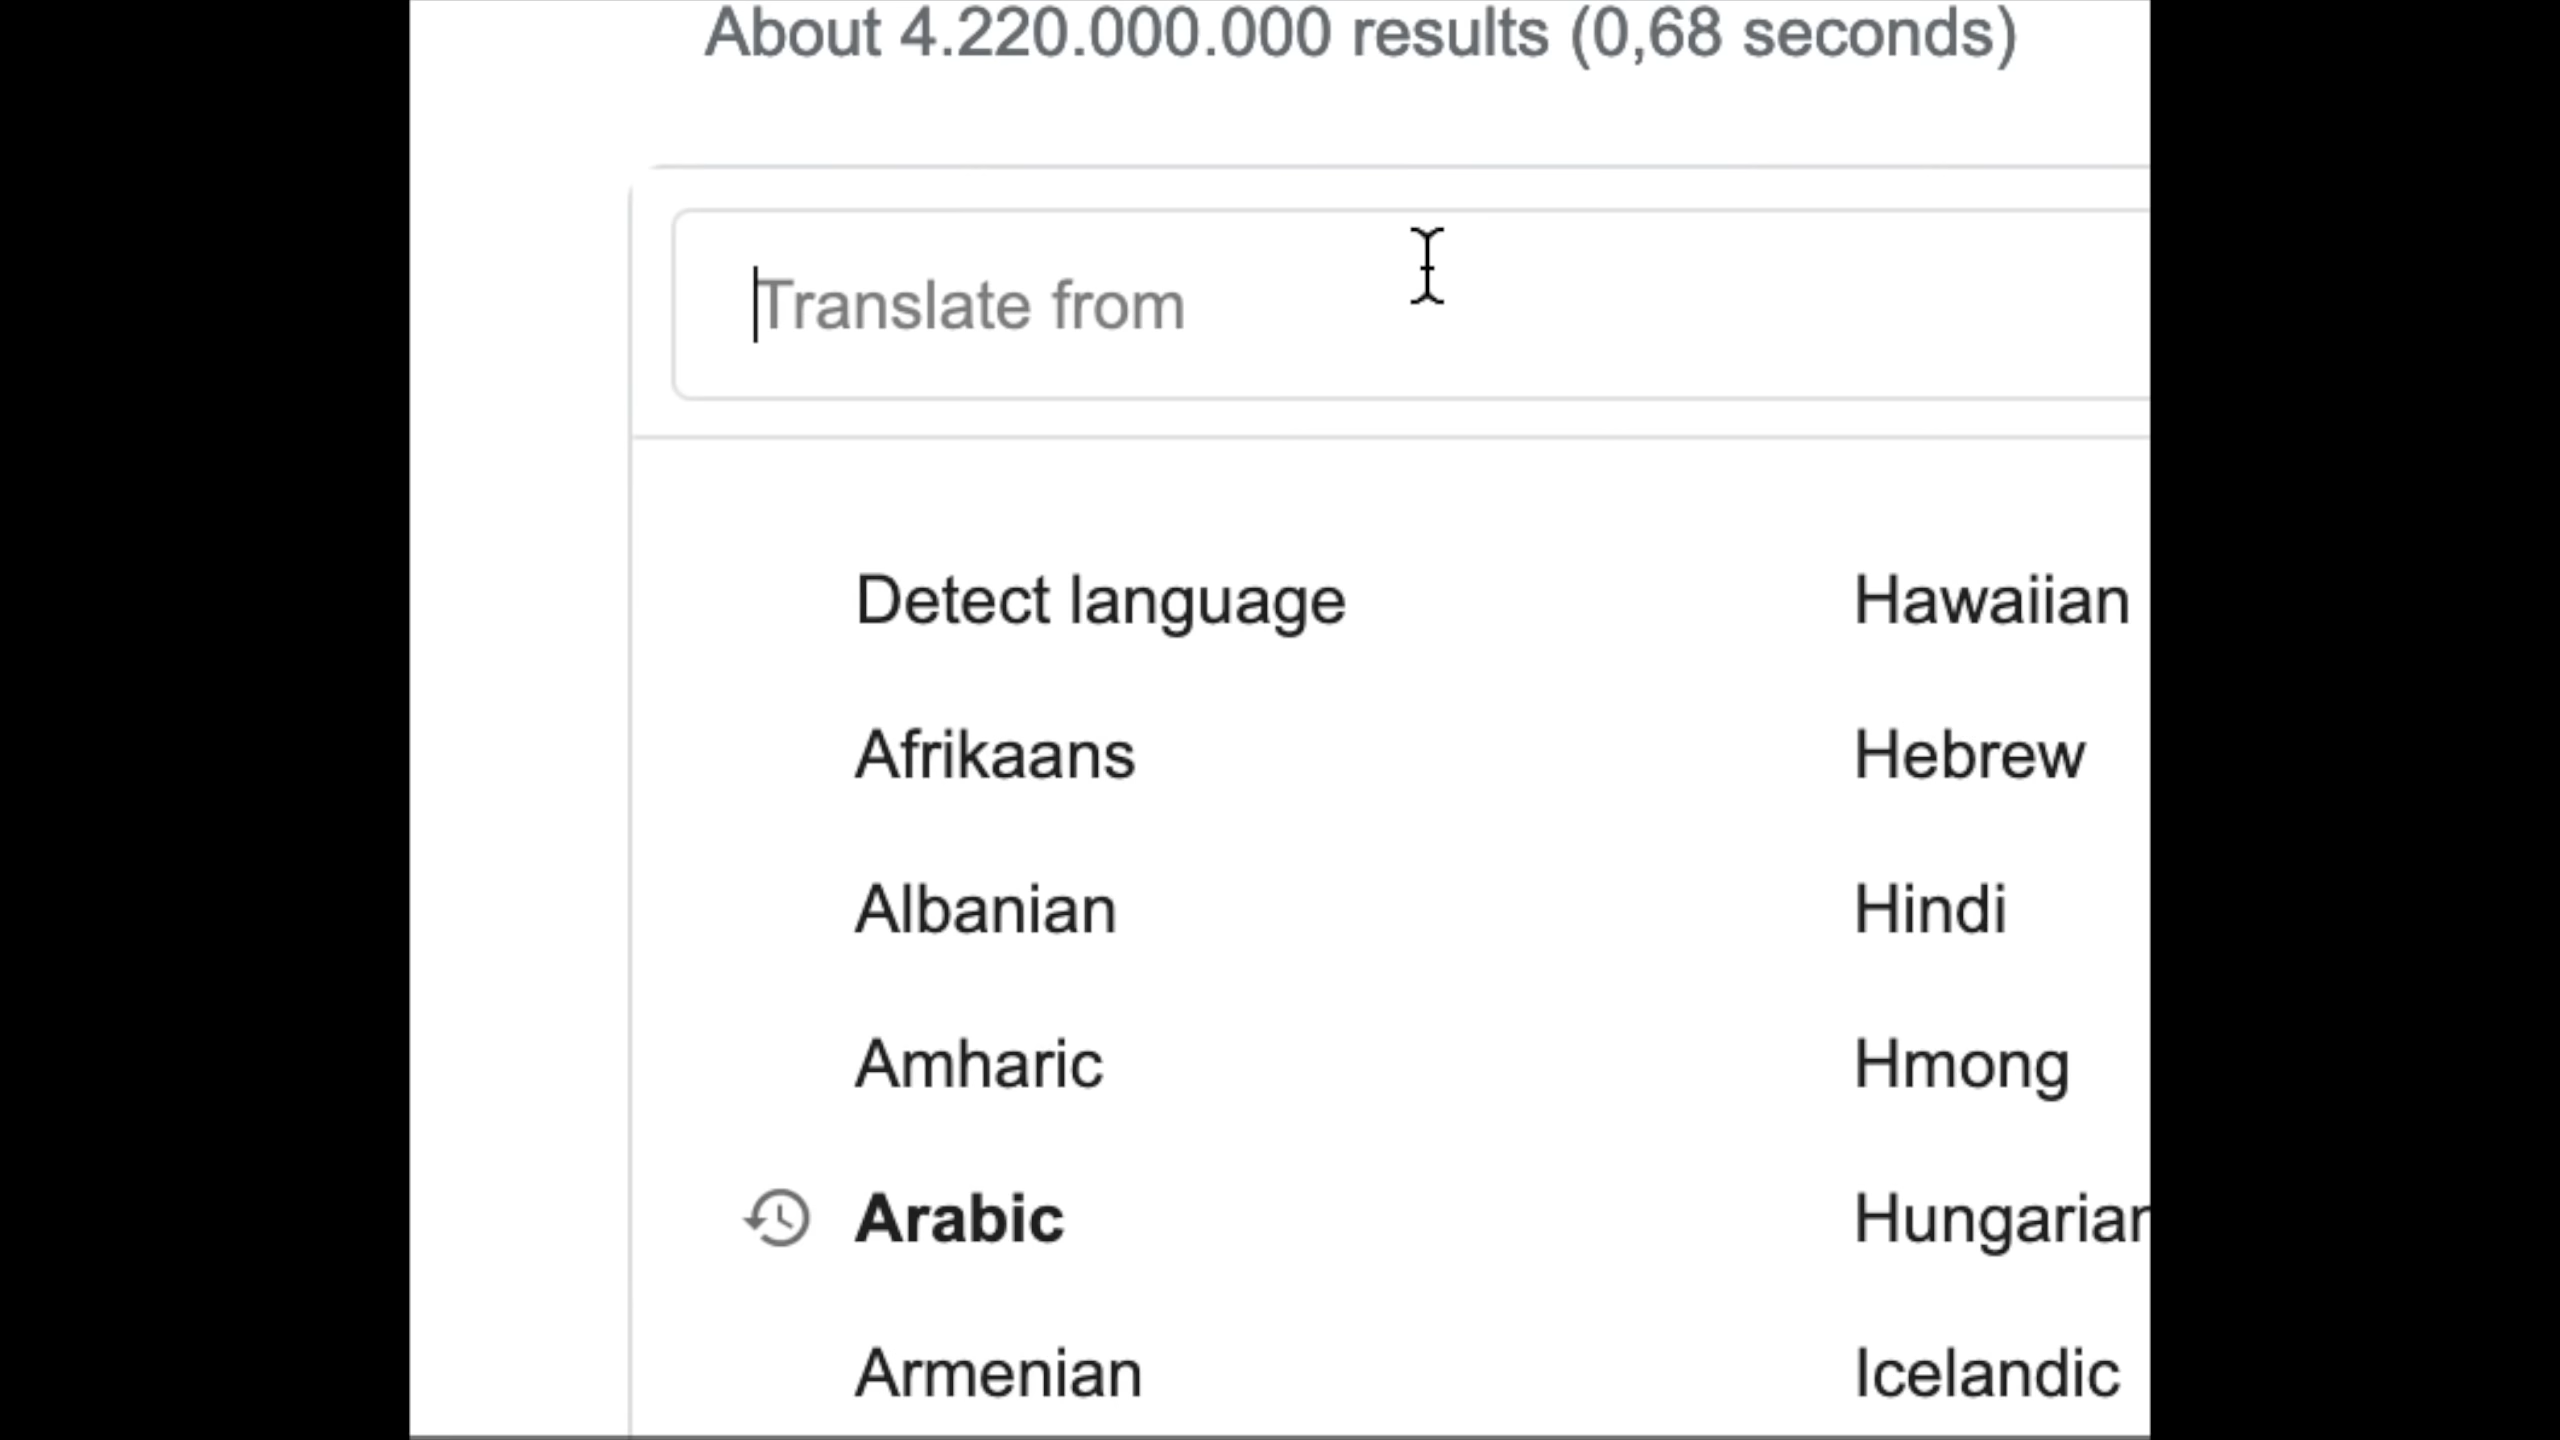 About 4.220.000.000 results (0,68 seconds)
Translate from
Detect language
Afrikaans
Albanian
Amharic
Arabic
Armenian
Hawaiian
Hebrew
Hindi
Hmong
Hungarian
Icelandic